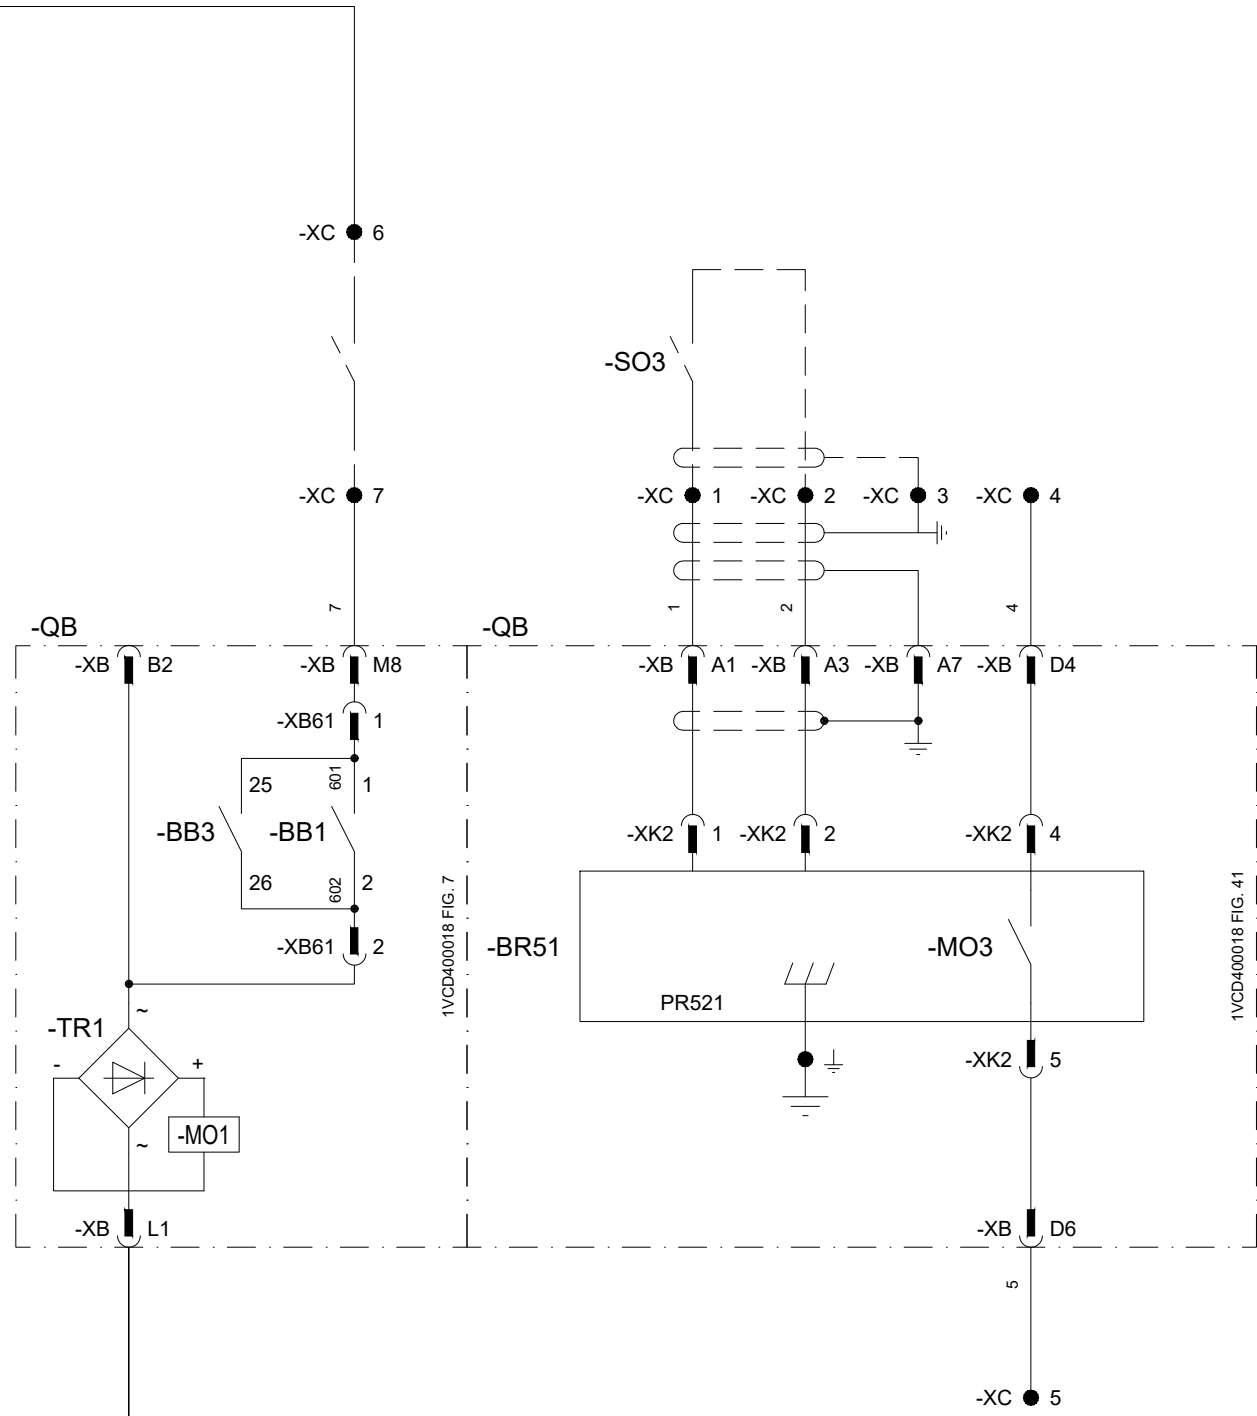 -XC 6
-SO3
-XC 7
-XC 1
-XC 2
-XC 3
-XC 4
7
1
2
4
-QB
-QB
-XB B2
-XB M8
-XB A1
-XB A3
-XB A7
-XB D4
-XB61 1
25
601
1
-BB3
-BB1
-XK2 1
-XK2 2
-XK2 4
26
602
2
1VCD400018 FIG. 7
1VCD400018 FIG. 41
-XB61 2
-BR51
-MO3
PR521
~
-TR1
-
+
-XK2 5
~
-MO1
-XB L1
-XB D6
5
-XC 5